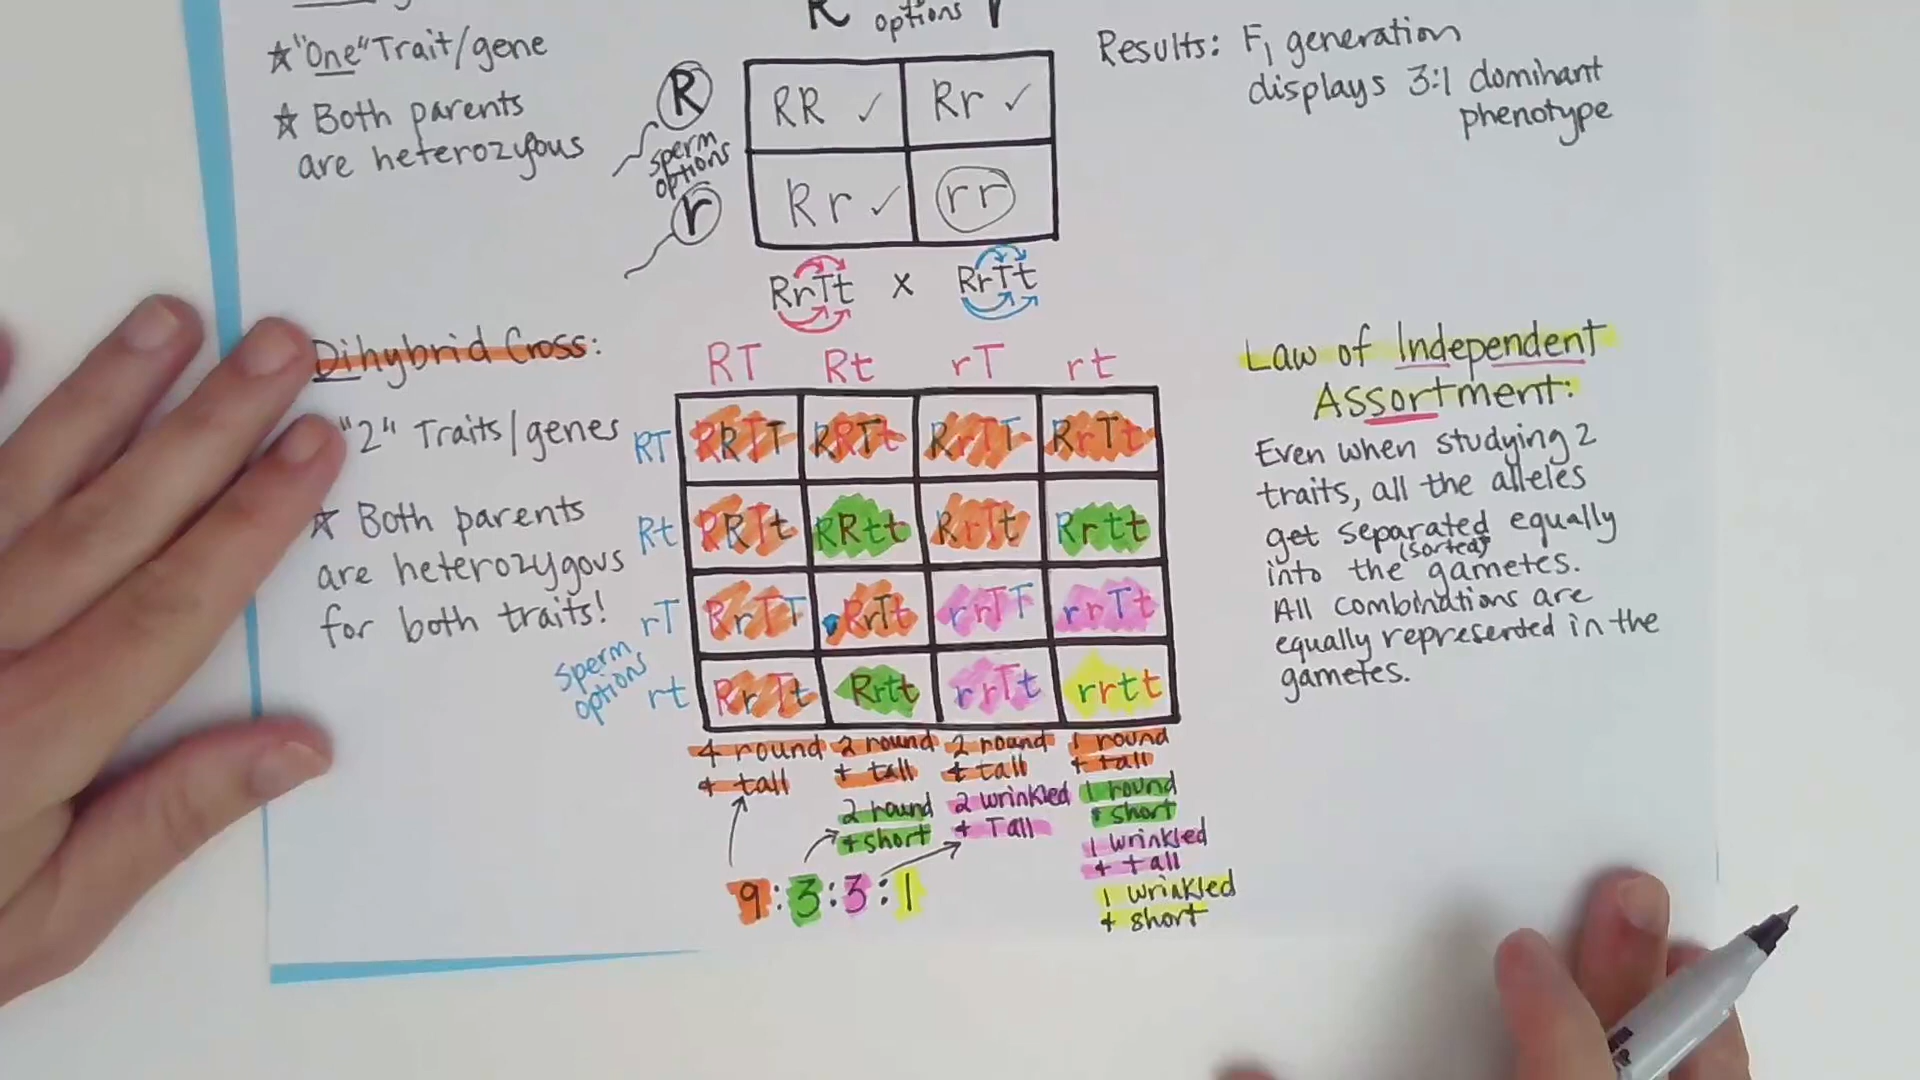 R options r
☆ "One" Trait/gene
☆ Both parents
are heterozygous
R
sperm
options
r
RR ✓ Rr ✓
Rr ✓ rr
Results: F₁ generation
displays 3:1 dominant
phenotype
RrTt x RrTt
Dihybrid Cross:
"2" Traits/genes
☆ Both parents
are heterozygous
for both traits!
RT Rt rT rt
RT RRTT RRTt RrTT RrTt
Rt RRTt RRtt RrTt Rrtt
rT RrTT RrTt rrTT rrTt
rt RrTt Rrtt rrTt rrtt
sperm
options
4 round
+ tall
2 round
+ tall
2 round
+ short
2 round
+ tall
2 wrinkled
+ Tall
1 round
+ tall
1 round
+ short
1 wrinkled
+ tall
1 wrinkled
+ short
9:3:3:1
Law of Independent
Assortment:
Even when studying 2
traits, all the alleles
get separated equally
(sorted)
into the gametes.
All combinations are
equally represented in the
gametes.